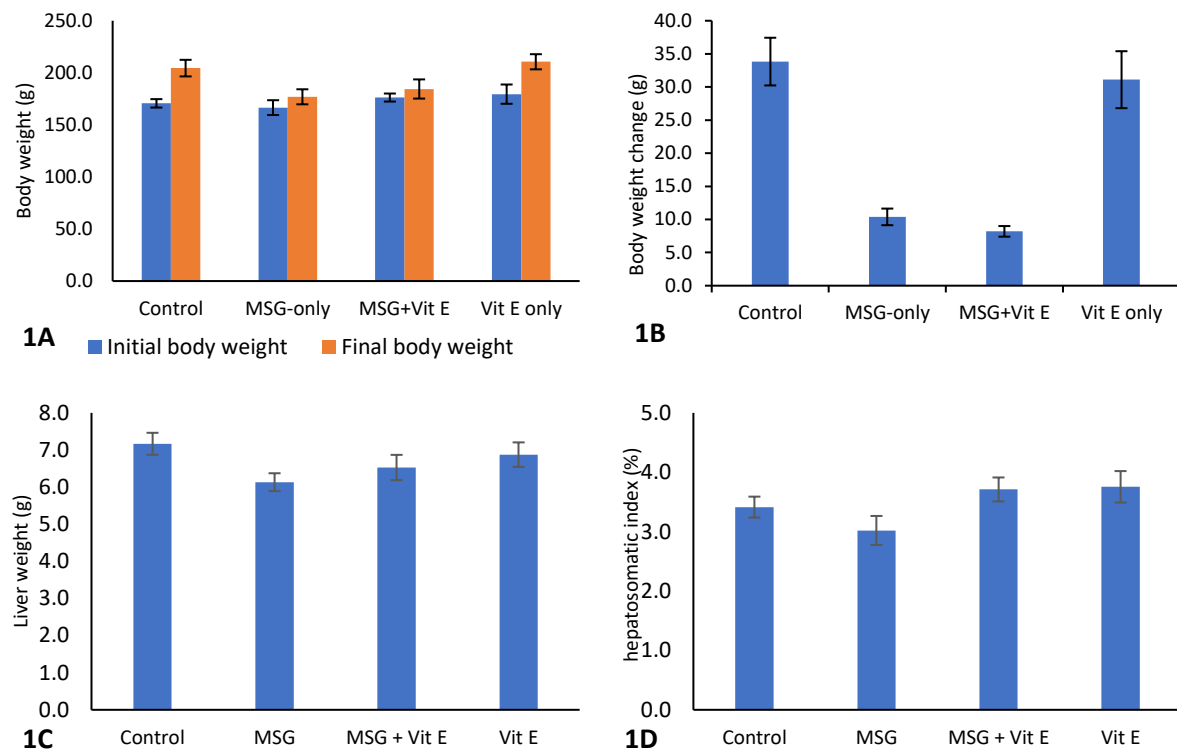 Body weight (g)
250.0
200.0
150.0
100.0
50.0
0.0
Control MSG-only MSG+Vit E Vit E only
1A
Initial body weight Final body weight
Body weight change (g)
40.0
35.0
30.0
25.0
20.0
15.0
10.0
5.0
0.0
Control MSG-only MSG+Vit E Vit E only
1B
Liver weight (g)
8.0
7.0
6.0
5.0
4.0
3.0
2.0
1.0
0.0
Control MSG MSG + Vit E Vit E
1C
hepatosomatic index (%)
5.0
4.0
3.0
2.0
1.0
0.0
Control MSG MSG + Vit E Vit E
1D